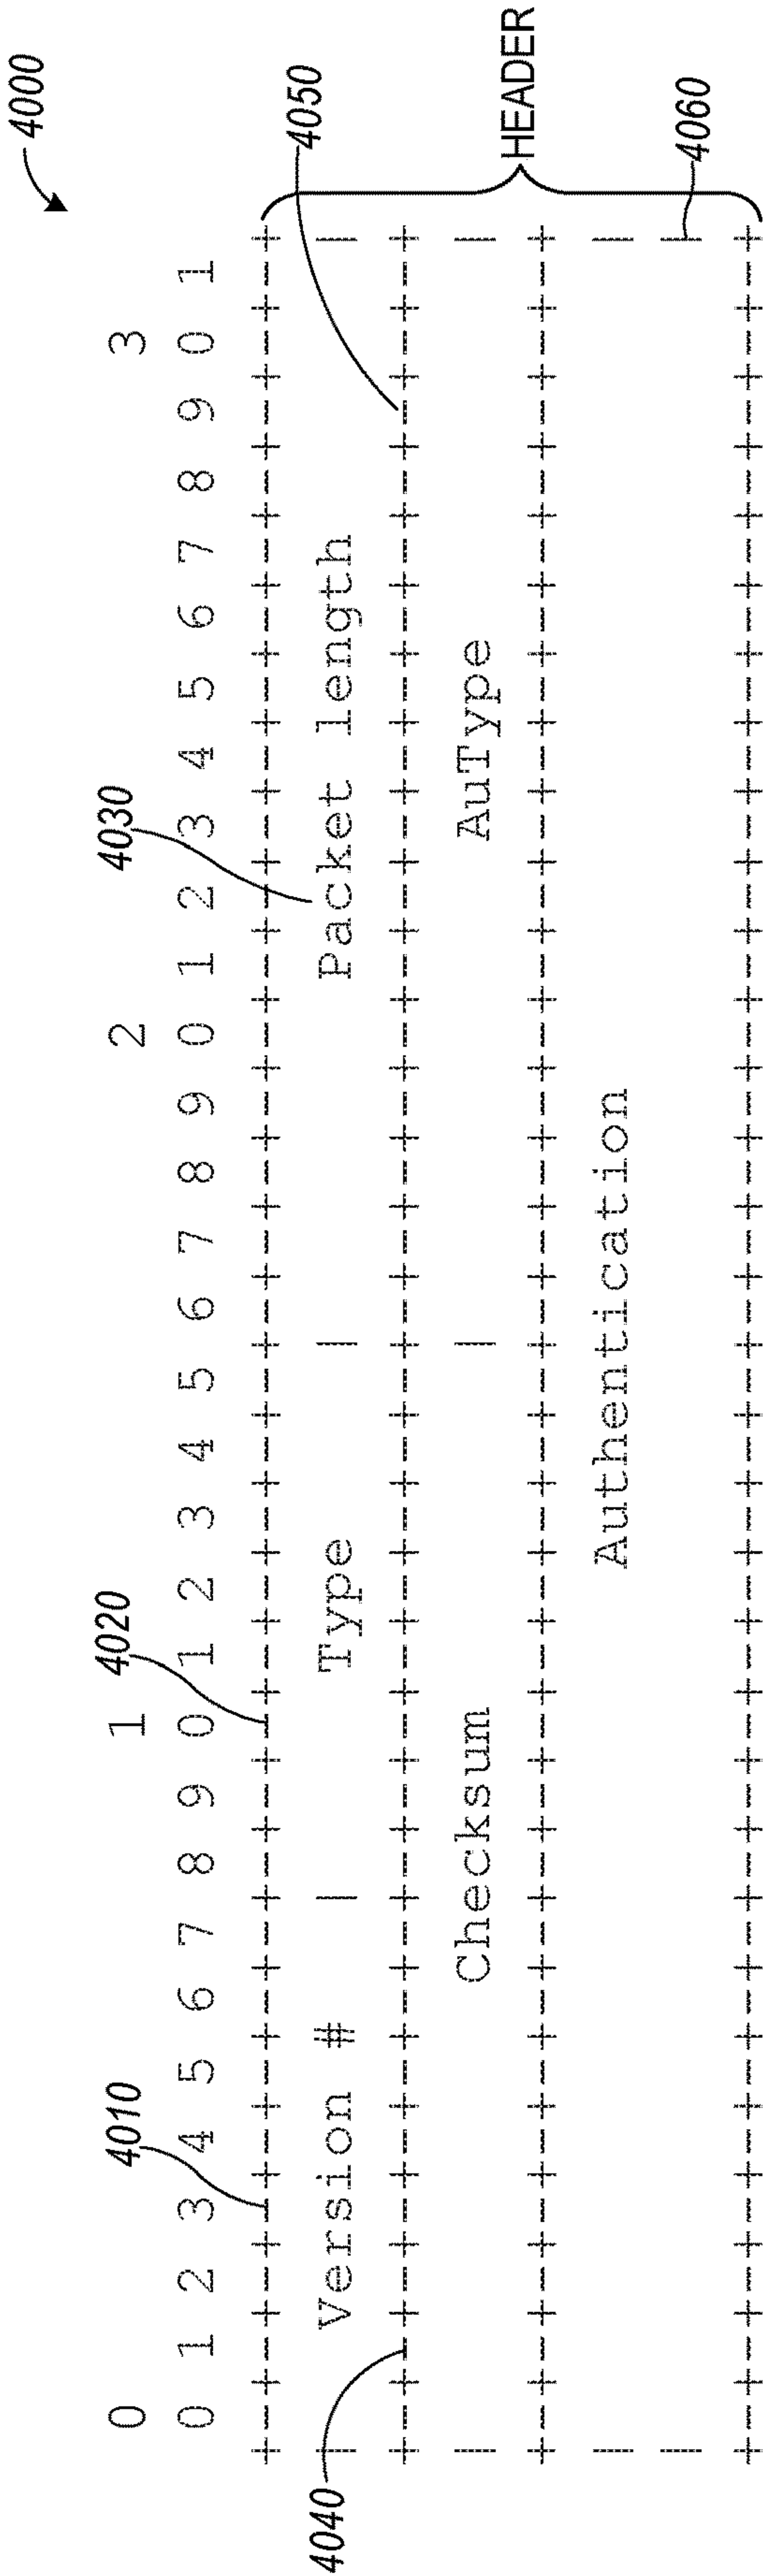 4000
0 1 2 3
0 1 2 3 4 5 6 7 8 9 0 1 2 3 4 5 6 7 8 9 0 1 2 3 4 5 6 7 8 9 0 1
4010 4020 4030
+-+-+-+-+-+-+-+-+-+-+-+-+-+-+-+-+-+-+-+-+-+-+-+-+-+-+-+-+-+-+-+-+
| Version # | Type | Packet length |
4040 4050
+-+-+-+-+-+-+-+-+-+-+-+-+-+-+-+-+-+-+-+-+-+-+-+-+-+-+-+-+-+-+-+-+
| Checksum | AuType |
+-+-+-+-+-+-+-+-+-+-+-+-+-+-+-+-+-+-+-+-+-+-+-+-+-+-+-+-+-+-+-+-+
HEADER
| Authentication |
| |
4060
+-+-+-+-+-+-+-+-+-+-+-+-+-+-+-+-+-+-+-+-+-+-+-+-+-+-+-+-+-+-+-+-+